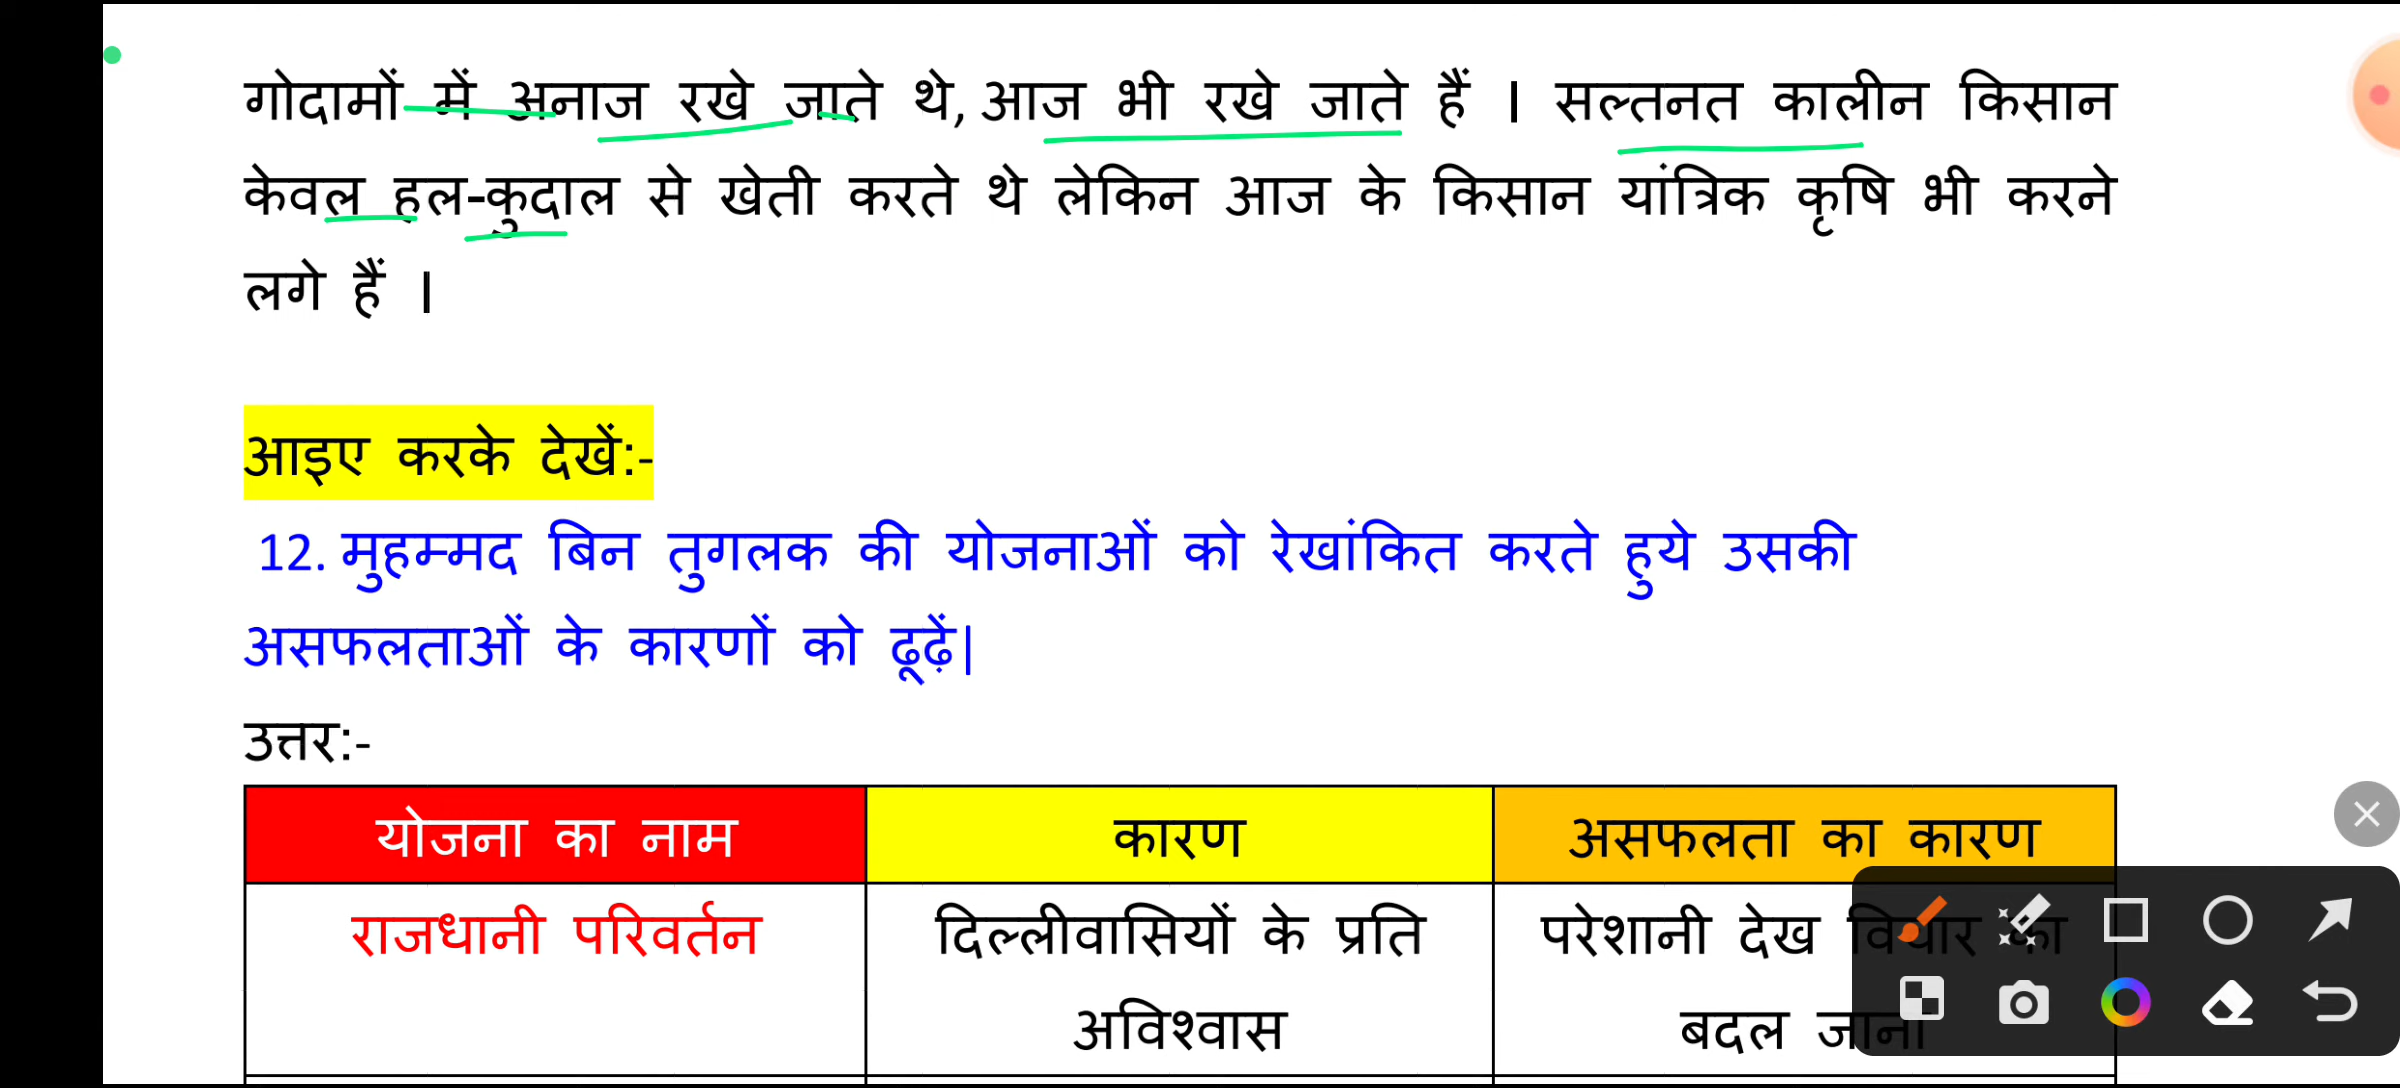 गोदामों में अनाज रखे जाते थे, आज भी रखे जाते हैं । सल्तनत कालीन किसान
केवल हल-कुदाल से खेती करते थे लेकिन आज के किसान यांत्रिक कृषि भी करने
लगे हैं ।
आइए करके देखें:-
12. मुहम्मद बिन तुगलक की योजनाओं को रेखांकित करते हुये उसकी
असफलताओं के कारणों को ढूढ़ें|
उत्तर:-
योजना का नाम कारण असफलता का कारण
राजधानी परिवर्तन दिल्लीवासियों के प्रति परेशानी देख विचार का
अविश्वास बदल जाना